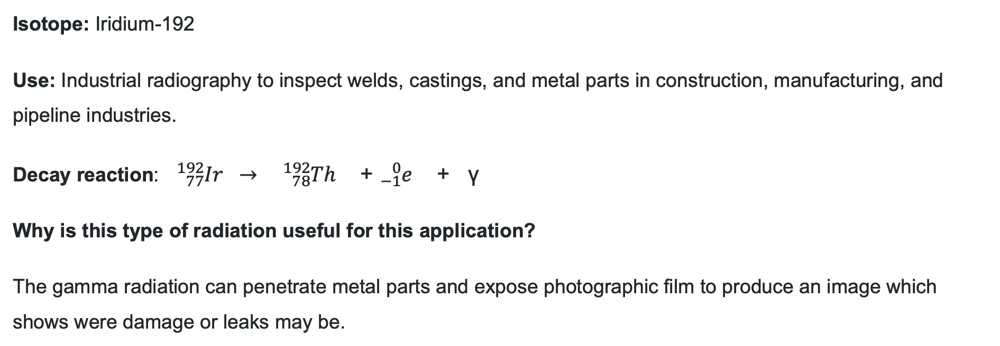 Isotope: Iridium-192
Use: Industrial radiography to inspect welds, castings, and metal parts in construction, manufacturing, and
pipeline industries.
Decay reaction: ¹⁹²₇₇Ir → ¹⁹²₇₈Th + ⁰₋₁e + γ
Why is this type of radiation useful for this application?
The gamma radiation can penetrate metal parts and expose photographic film to produce an image which
shows were damage or leaks may be.